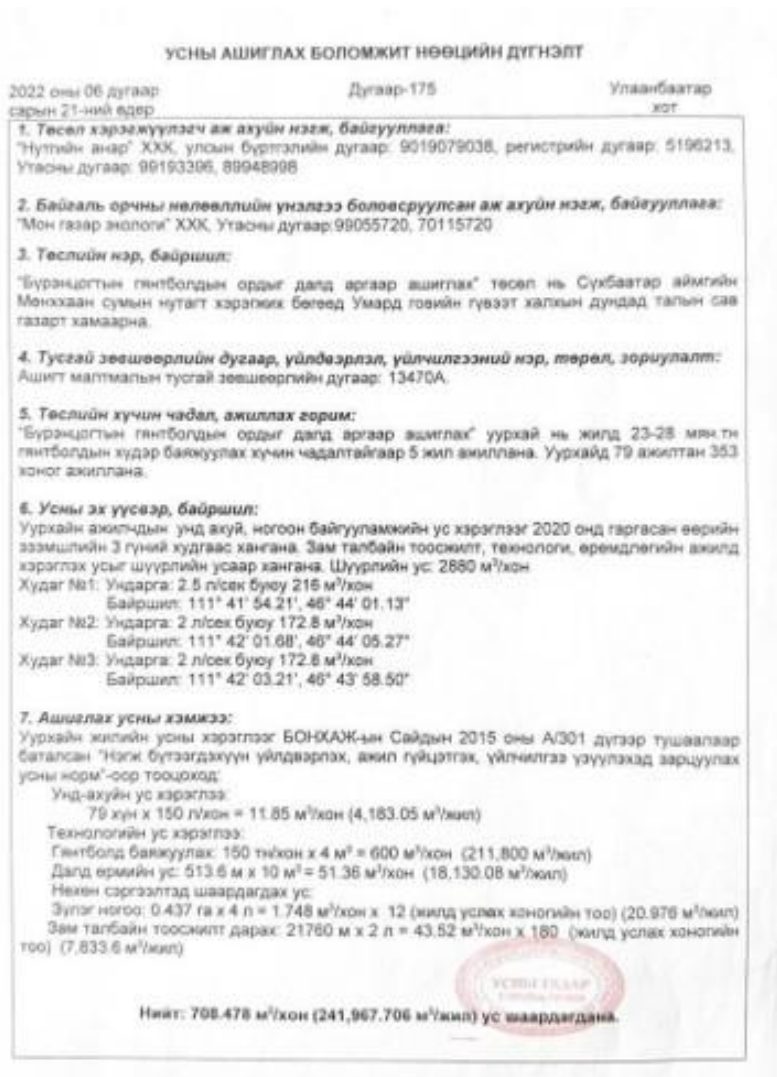 УСНЫ АШИГЛАХ БОЛОМЖИТ НӨӨЦИЙН ДҮГНЭЛТ
2022 оны 06 дугаар Дугаар-175 Улаанбаатар
сарын 21-ний өдөр хот
1. Төсөл хэрэгжүүлэгч аж ахуйн нэгж, байгууллага:
"Нутгийн анар" ХХК, улсын бүртгэлийн дугаар: 9019079038, регистрийн дугаар: 5196213,
Утасны дугаар: 99193396, 89948998
2. Байгаль орчны нөлөөллийн үнэлгээ боловсруулсан аж ахуйн нэгж, байгууллага:
"Мон газар экологи" ХХК, Утасны дугаар:99055720, 70115720
3. Төслийн нэр, байршил:
"Бүрэнцогтын гянтболдын ордыг далд аргаар ашиглах" төсөл нь Сүхбаатар аймгийн
Мөнххаан сумын нутагт хэрэгжих бөгөөд Умард говийн гүвээт халхын дундад талын сав
газарт хамаарна.
4. Тусгай зөвшөөрлийн дугаар, үйлдвэрлэл, үйлчилгээний нэр, төрөл, зориулалт:
Ашигт малтмалын тусгай зөвшөөрлийн дугаар: 13470А.
5. Төслийн хүчин чадал, ажиллах горим:
"Бүрэнцогтын гянтболдын ордыг далд аргаар ашиглах" уурхай нь жилд 23-28 мян.тн
гянтболдын хүдэр баяжуулах хүчин чадалтайгаар 5 жил ажиллана. Уурхайд 79 ажилтан 353
хоног ажиллана.
6. Усны эх үүсвэр, байршил:
Уурхайн ажилчдын унд ахуй, ногоон байгууламжийн ус хэрэглээг 2020 онд гаргасан өөрийн
эзэмшлийн 3 гүний худгаас хангана. Зам талбайн тоосжилт, технологи, өрөмдлөгийн ажилд
хэрэглэх усыг шүүрлийн усаар хангана. Шүүрлийн ус: 2880 м³/хон
Худаг №1: Ундарга: 2.5 л/сек буюу 216 м³/хон
Байршил: 111° 41' 54.21', 46° 44' 01.13"
Худаг №2: Ундарга: 2 л/сек буюу 172.8 м³/хон
Байршил: 111° 42' 01.68', 46° 44' 05.27"
Худаг №3: Ундарга: 2 л/сек буюу 172.8 м³/хон
Байршил: 111° 42' 03.21', 46° 43' 58.50"
7. Ашиглах усны хэмжээ:
Уурхайн жилийн усны хэрэглээг БОНХАЖ-ын Сайдын 2015 оны А/301 дүгээр тушаалаар
баталсан "Нэгж бүтээгдэхүүн үйлдвэрлэх, ажил гүйцэтгэх, үйлчилгээ үзүүлэхэд зарцуулах
усны норм"-оор тооцоход:
Унд-ахуйн ус хэрэглээ:
79 хүн х 150 л/хон = 11.85 м³/хон (4,183.05 м³/жил)
Технологийн ус хэрэглээ:
Гянтболд баяжуулах: 150 тн/хон х 4 м³ = 600 м³/хон (211,800 м³/жил)
Далд өрмийн ус: 513.6 м х 10 м³ = 51.36 м³/хон (18,130.08 м³/жил)
Нөхөн сэргээлтэд шаардагдах ус:
Зүлэг ногоо: 0.437 га х 4 л = 1.748 м³/хон х 12 (жилд услах хоногийн тоо) (20.976 м³/жил)
Зам талбайн тоосжилт дарах: 21760 м х 2 л = 43.52 м³/хон х 180 (жилд услах хоногийн
тоо) (7,833.6 м³/жил)
УСНЫ ГАЗАР
Нийт: 708.478 м³/хон (241,967.706 м³/жил) ус шаардагдана.